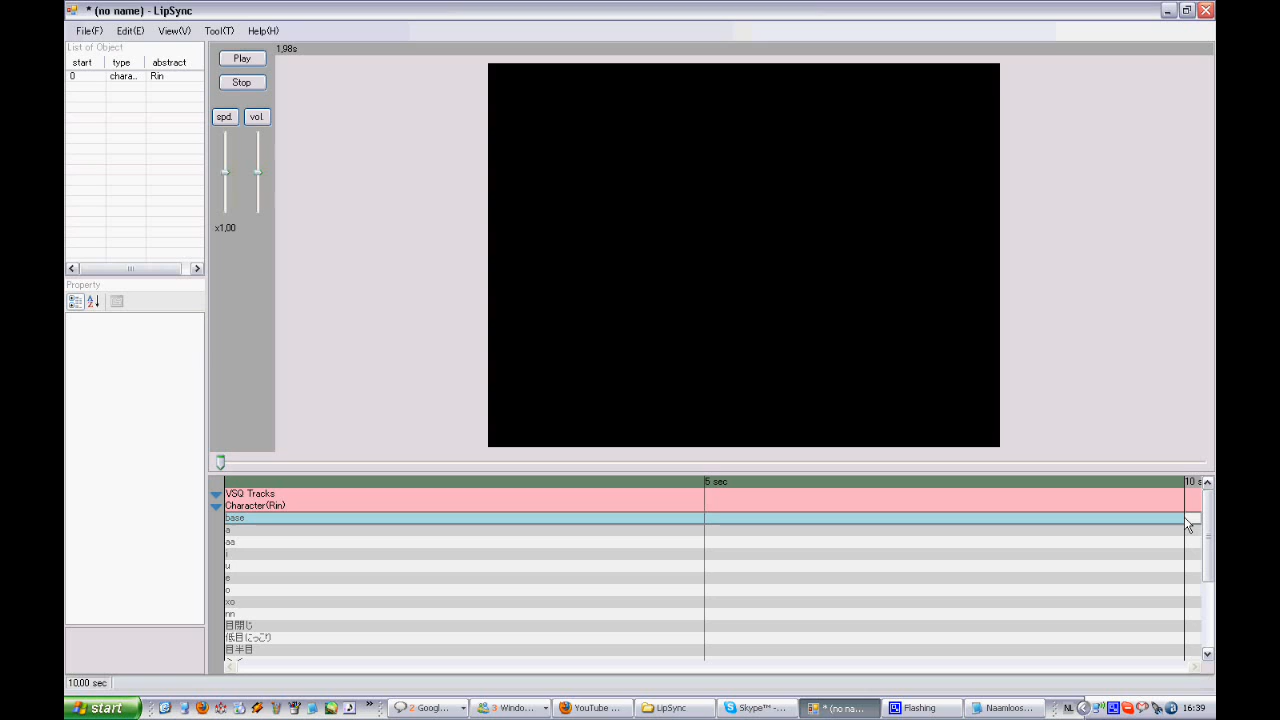 * (no name) - LipSync
File(F) Edit(E) View(V) Tool(T) Help(H)
List of Object
start type abstract
0 chara.. Rin
Play
1,98s
Stop
spd. vol.
x1,00
Property
5 sec 10 s
VSQ Tracks
Character(Rin)
base
a
aa
i
u
e
o
xo
nn
目閉じ
低目にっこり
目半目
10,00 sec
start 2 Googl... 3 Windo... YouTube ... LipSync Skype™-... * (no na... Flashing Naamloos... NL 16:39